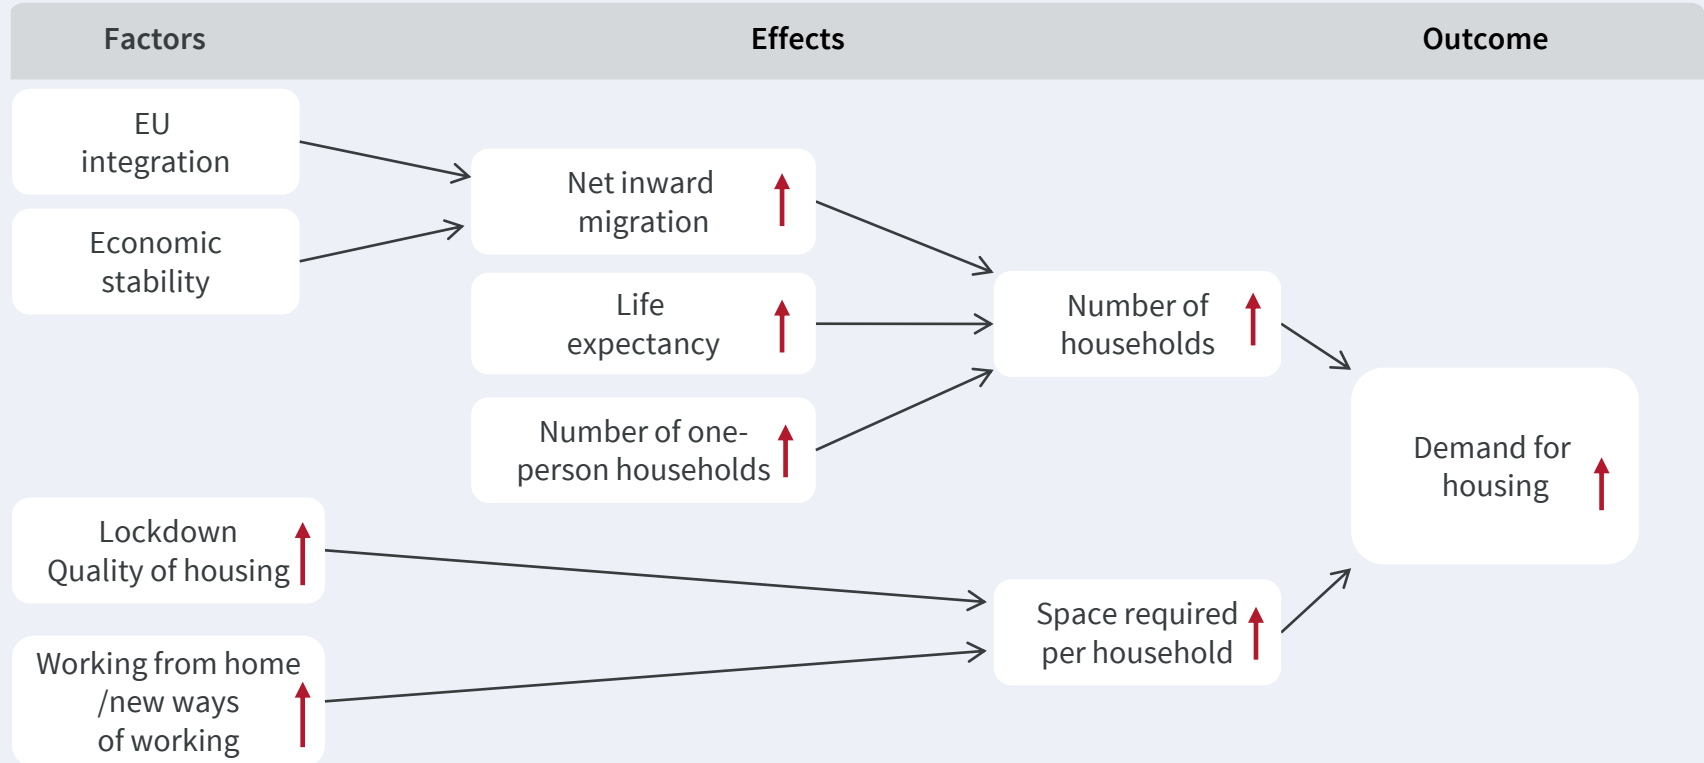 Factors
Effects
Outcome
EU
integration
Economic
stability
Net inward
migration
Life
expectancy
Number of one-
person households
Number of
households
Demand for
housing
Lockdown
Quality of housing
Working from home
/new ways
of working
Space required
per household